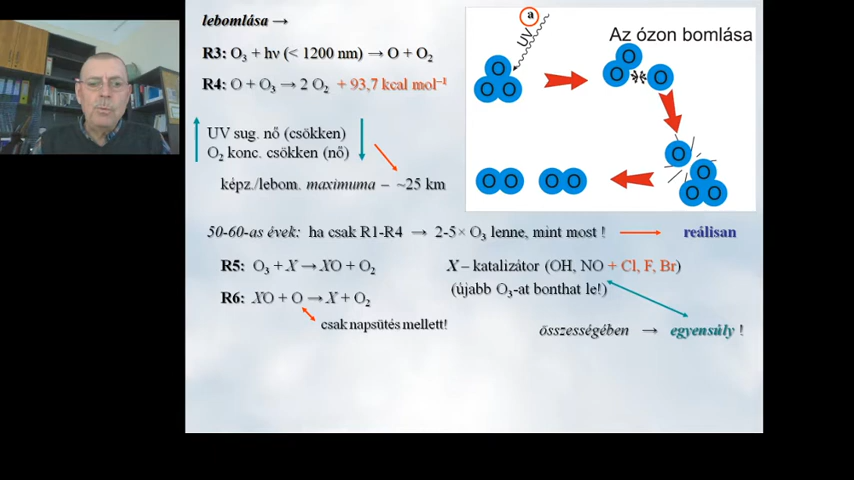 lebomlása →
R3: O₃ + hν (< 1200 nm) → O + O₂
R4: O + O₃ → 2 O₂ + 93,7 kcal mol⁻¹
UV sug. nő (csökken)
O₂ konc. csökken (nő)
képz./lebom. maximuma – ~25 km
a
UV
Az ózon bomlása
O
O O
O
O
O
O
O
O O
O O
O O
50-60-as évek: ha csak R1-R4 → 2-5× O₃ lenne, mint most ! → reálisan
R5: O₃ + X → XO + O₂
X – katalizátor (OH, NO + Cl, F, Br)
R6: XO + O → X + O₂
(újabb O₃-at bonthat le!)
csak napsütés mellett!
összességében → egyensúly !